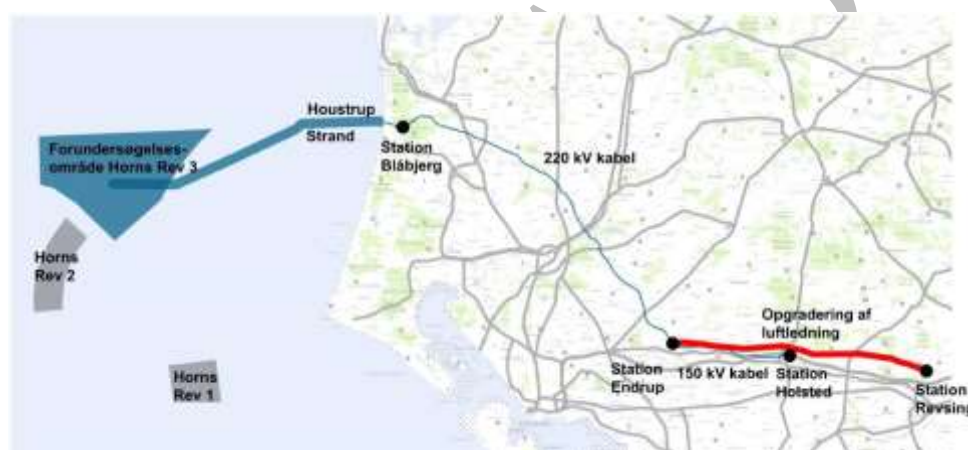 Houstrup
Strand
Forundersøgelses-
område Horns Rev 3
Station
Blåbjerg
220 kV kabel
Horns
Rev 2
Opgradering af
luftledning
Station
Endrup
150 kV kabel
Station
Holsted
Horns
Rev 1
Station
Revsing